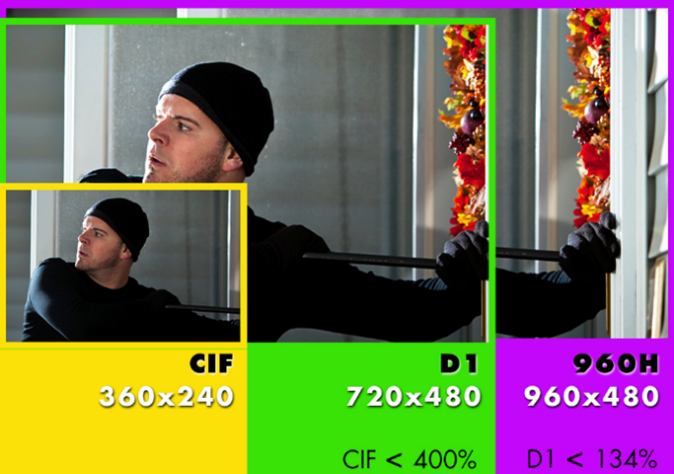 CIF
360x240
D1
720x480
CIF < 400%
960H
960x480
D1 < 134%